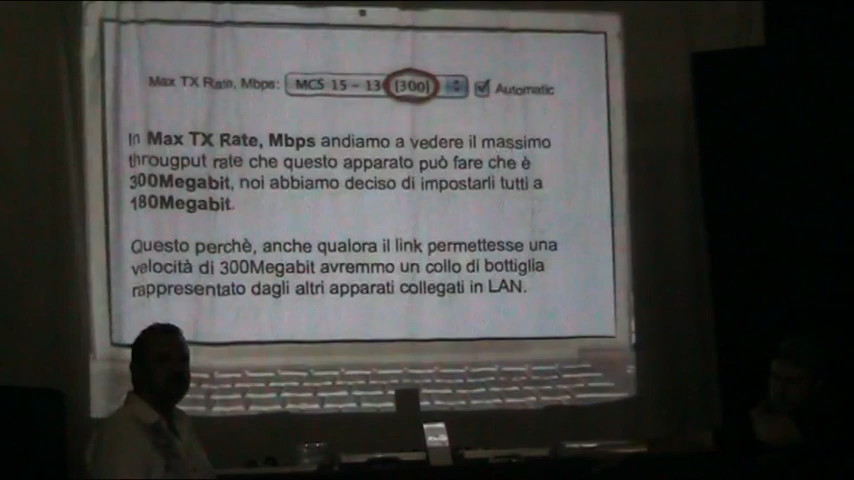 Max TX Rate, Mbps: MCS 15 - 13 [300] Automatic
In Max TX Rate, Mbps andiamo a vedere il massimo
througput rate che questo apparato può fare che è
300Megabit, noi abbiamo deciso di impostarli tutti a
180Megabit.
Questo perchè, anche qualora il link permettesse una
velocità di 300Megabit avremmo un collo di bottiglia
rappresentato dagli altri apparati collegati in LAN.